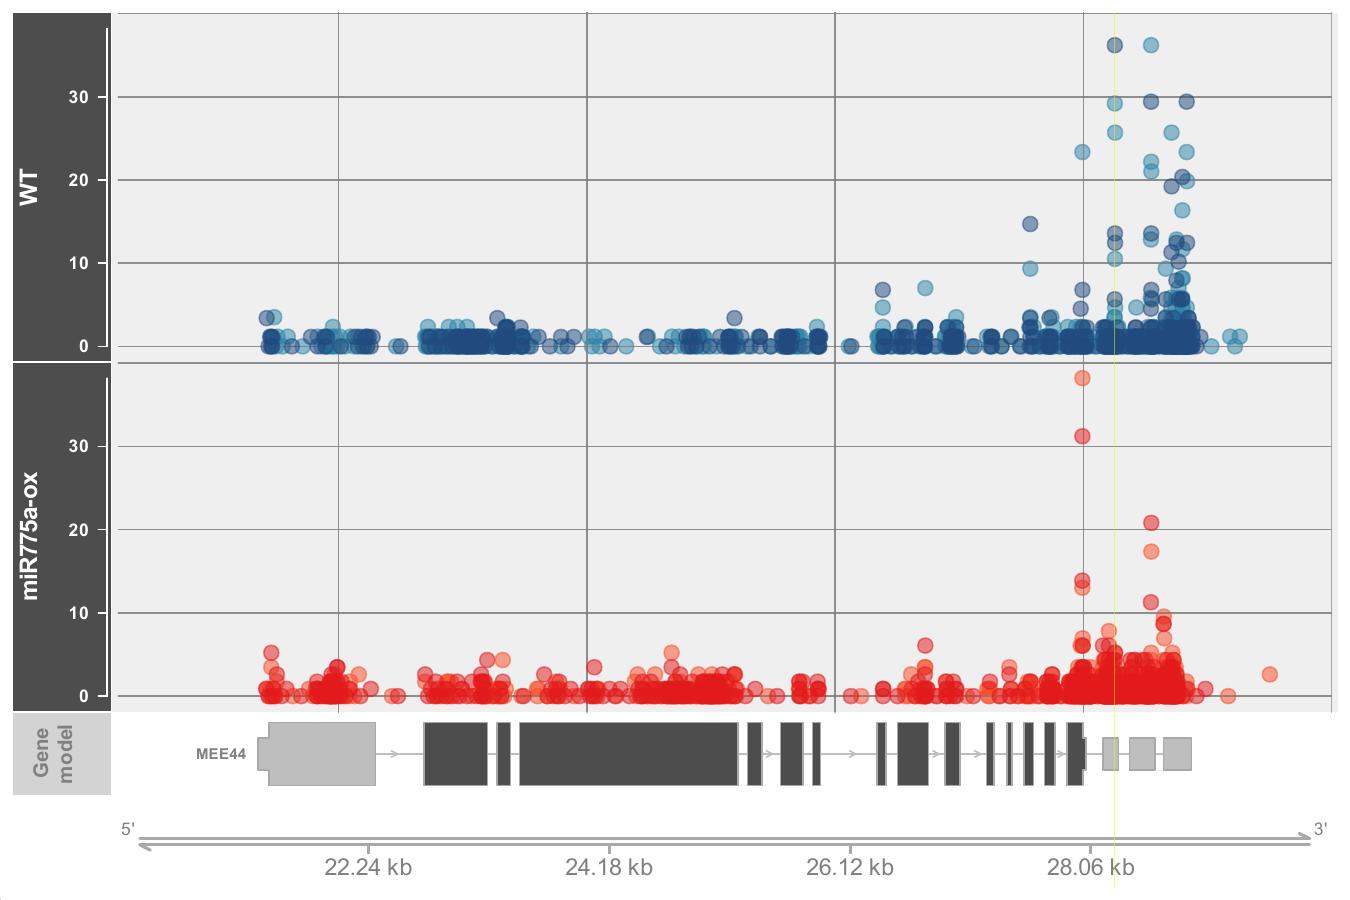 WT
30
20
10
0
miR775a-ox
30
20
10
0
Gene
model
MEE44
5'
3'
22.24 kb
24.18 kb
26.12 kb
28.06 kb